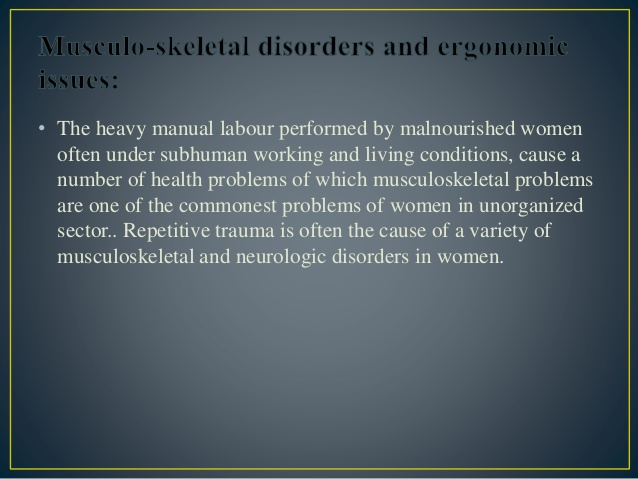 Musculo-skeletal disorders and ergonomic
issues:
• The heavy manual labour performed by malnourished women
often under subhuman working and living conditions, cause a
number of health problems of which musculoskeletal problems
are one of the commonest problems of women in unorganized
sector.. Repetitive trauma is often the cause of a variety of
musculoskeletal and neurologic disorders in women.